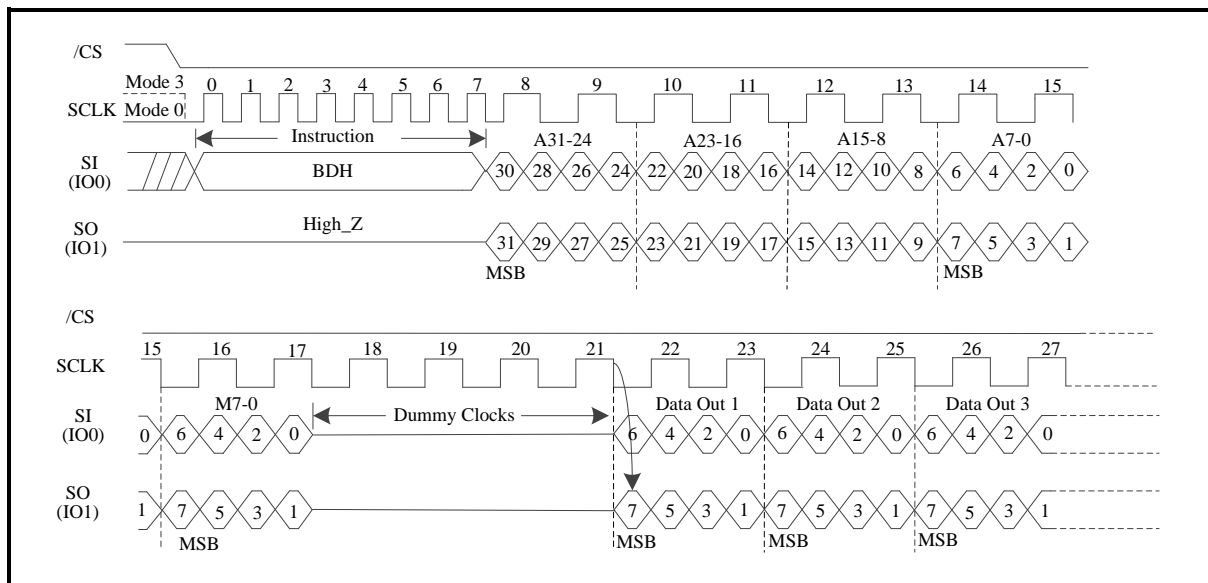 /CS
Mode 3
0 1 2 3 4 5 6 7 8 9 10 11 12 13 14 15
SCLK Mode 0
Instruction A31-24 A23-16 A15-8 A7-0
SI
(IO0)
BDH 30 28 26 24 22 20 18 16 14 12 10 8 6 4 2 0
High_Z
SO
(IO1)
31 29 27 25 23 21 19 17 15 13 11 9 7 5 3 1
MSB MSB
/CS
15 16 17 18 19 20 21 22 23 24 25 26 27
SCLK
M7-0 Dummy Clocks Data Out 1 Data Out 2 Data Out 3
SI
(IO0)
0 6 4 2 0 6 4 2 0 6 4 2 0 6 4 2 0
SO
(IO1)
1 7 5 3 1 7 5 3 1 7 5 3 1 7 5 3 1
MSB MSB MSB MSB